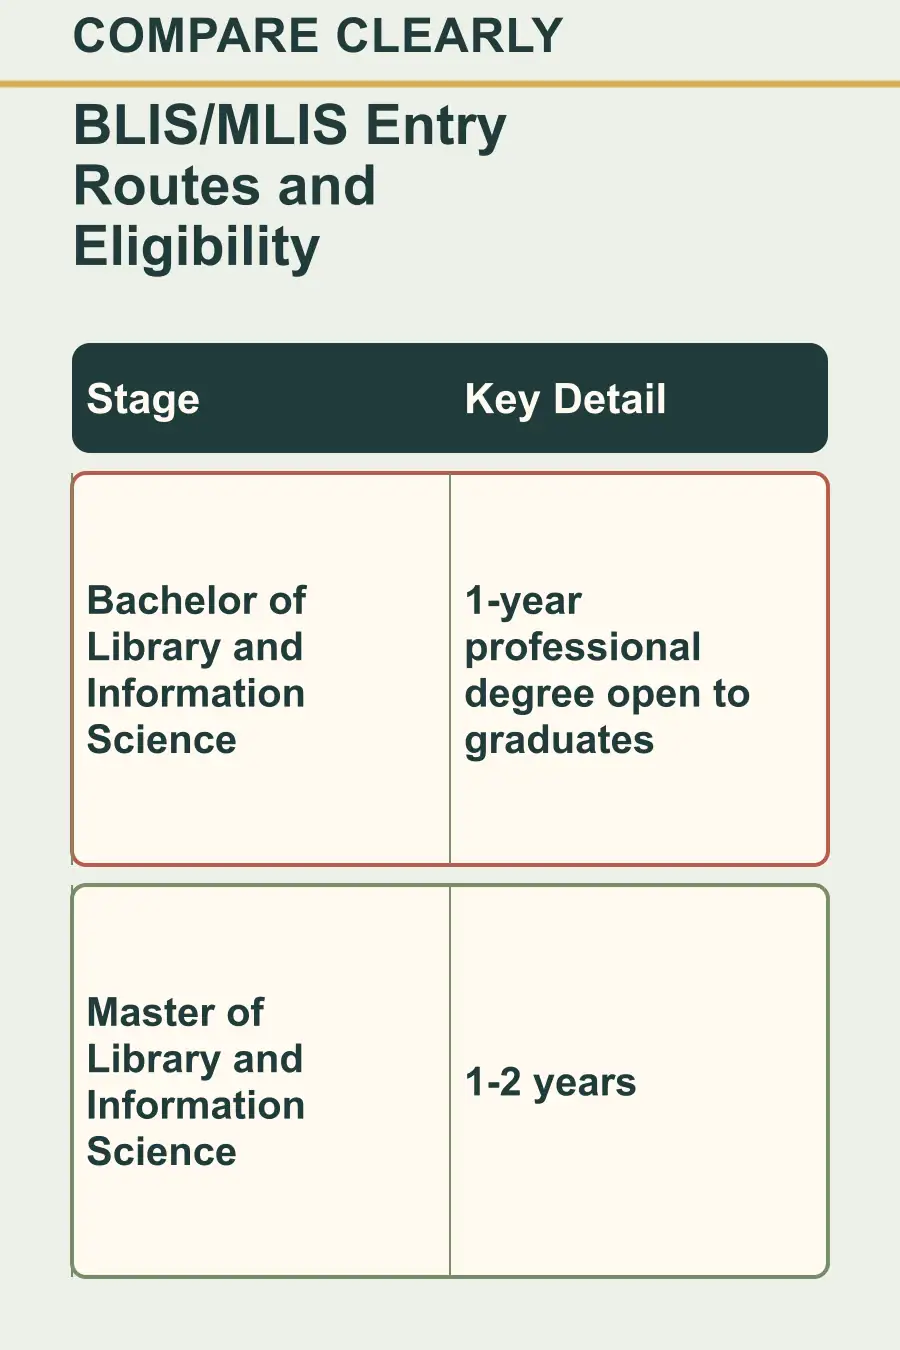 COMPARE CLEARLY
BLIS/MLIS Entry
Routes and
Eligibility
Stage
Key Detail
Bachelor of
Library and
Information
Science
1-year
professional
degree open to
graduates
Master of
Library and
Information
Science
1-2 years